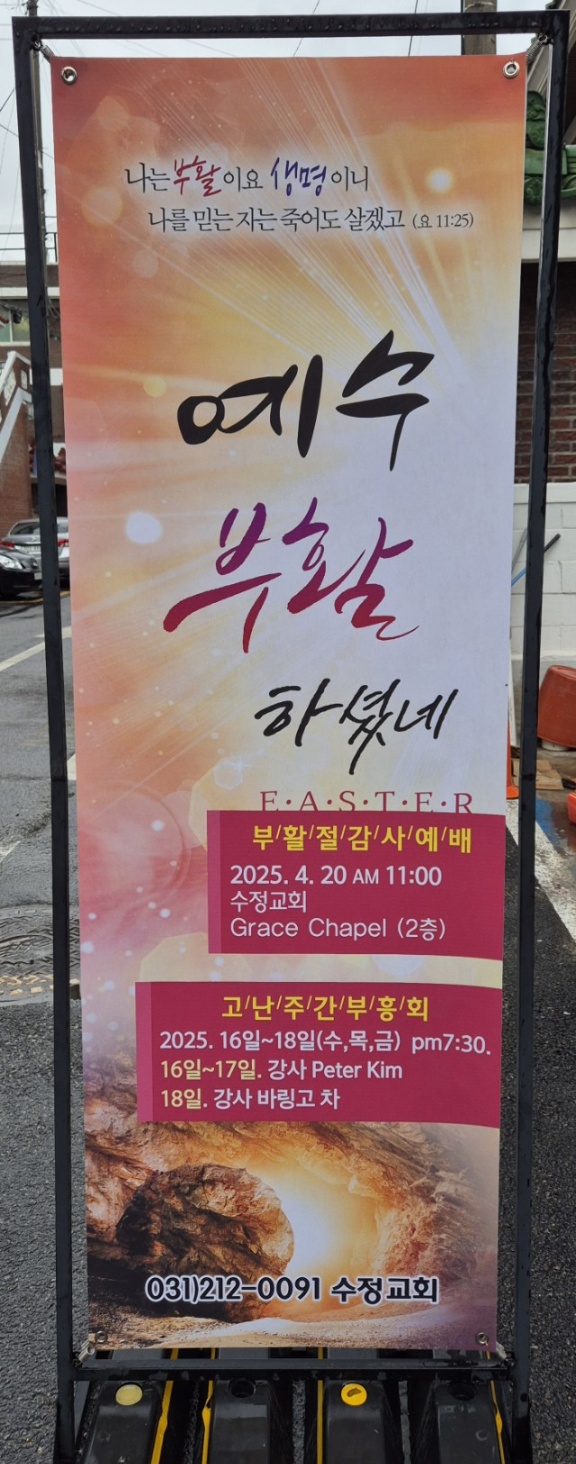 나는 부활이요 생명이니
나를 믿는 자는 죽어도 살겠고 (요 11:25)
예수
부활
하셨네
E·A·S·T·E·R
부/활/절/감/사/예/배
2025. 4. 20 AM 11:00
수정교회
Grace Chapel (2층)
고/난/주/간/부/흥/회
2025. 16일~18일(수,목,금) pm7:30.
16일~17일. 강사 Peter Kim
18일. 강사 바링고 차
031)212-0091 수정교회